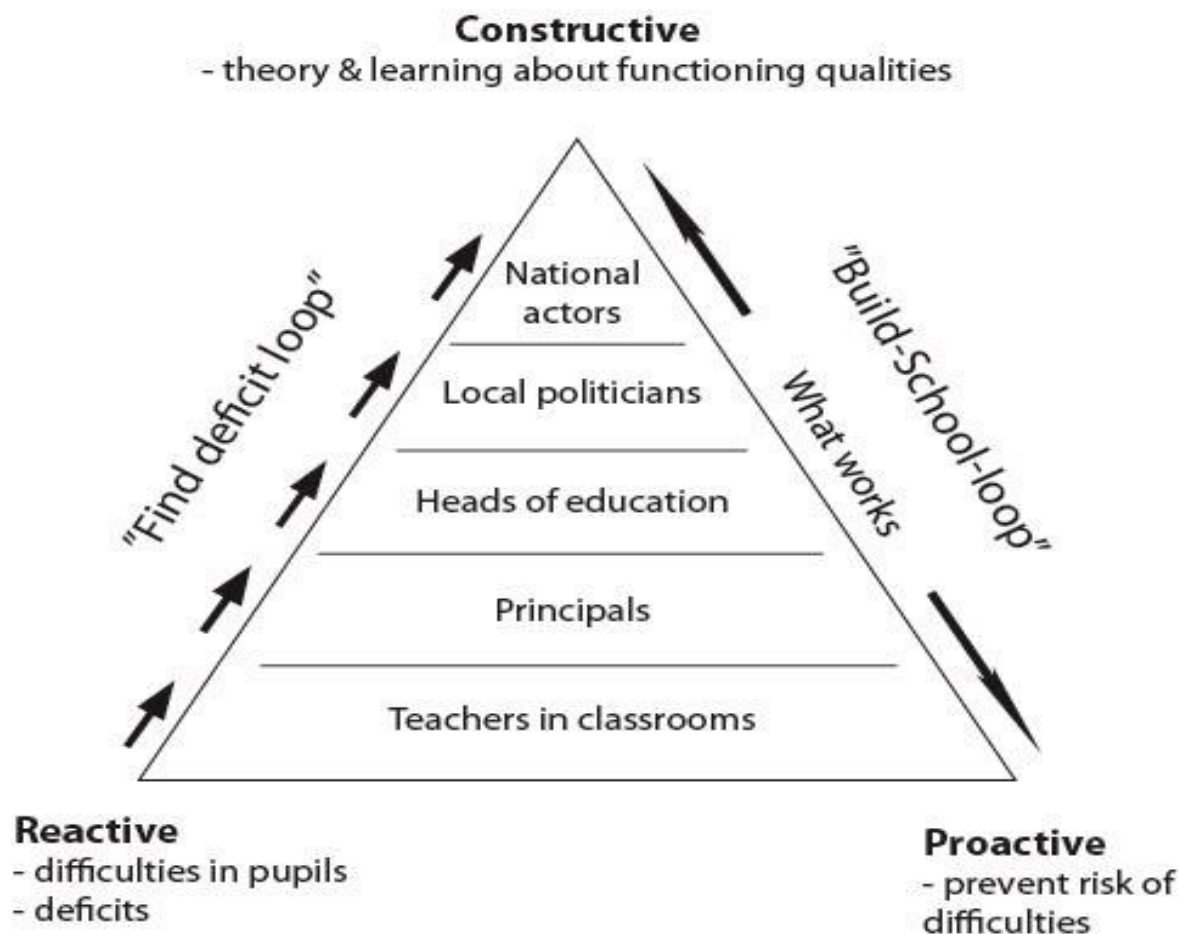 Constructive
- theory & learning about functioning qualities
"Find deficit loop"
National
actors
Local politicians
Heads of education
Principals
Teachers in classrooms
What works
"Build-School-loop"
Reactive
- difficulties in pupils
- deficits
Proactive
- prevent risk of
difficulties